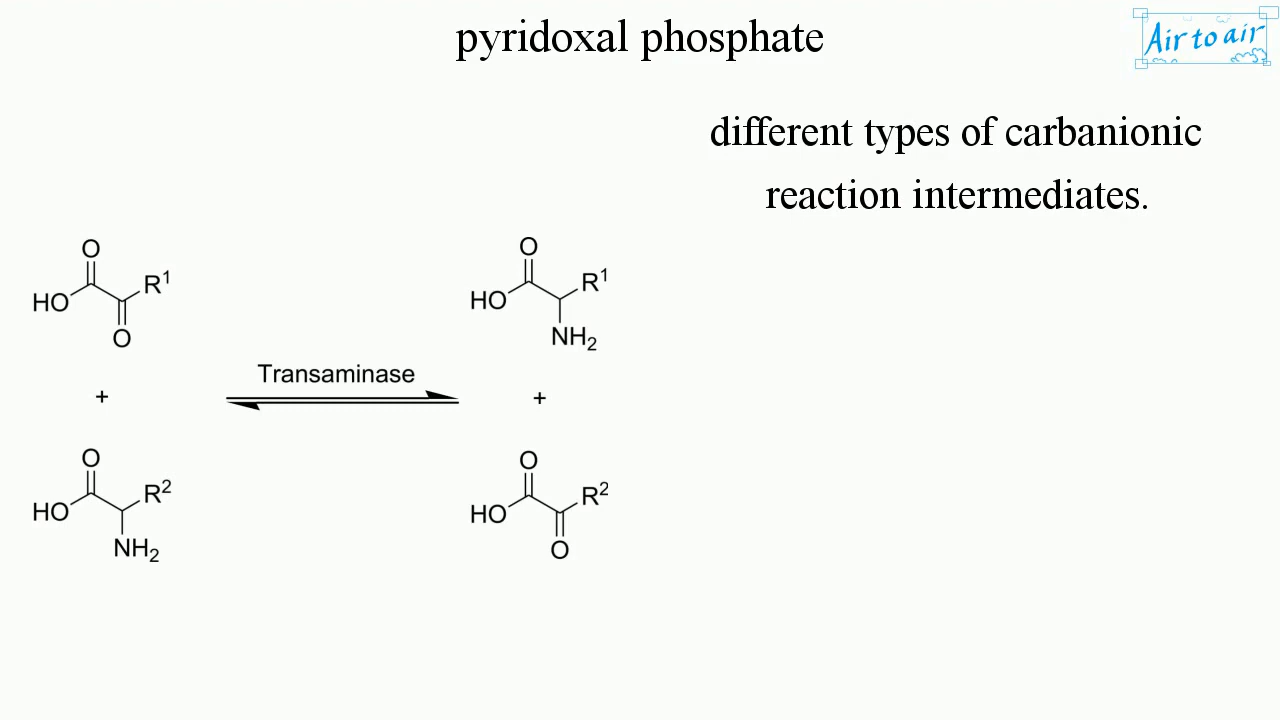 pyridoxal phosphate
Air to air
different types of carbanionic
reaction intermediates.
O
HO
R1
O
O
HO
R1
NH2
Transaminase
+
+
O
HO
R2
NH2
O
HO
R2
O